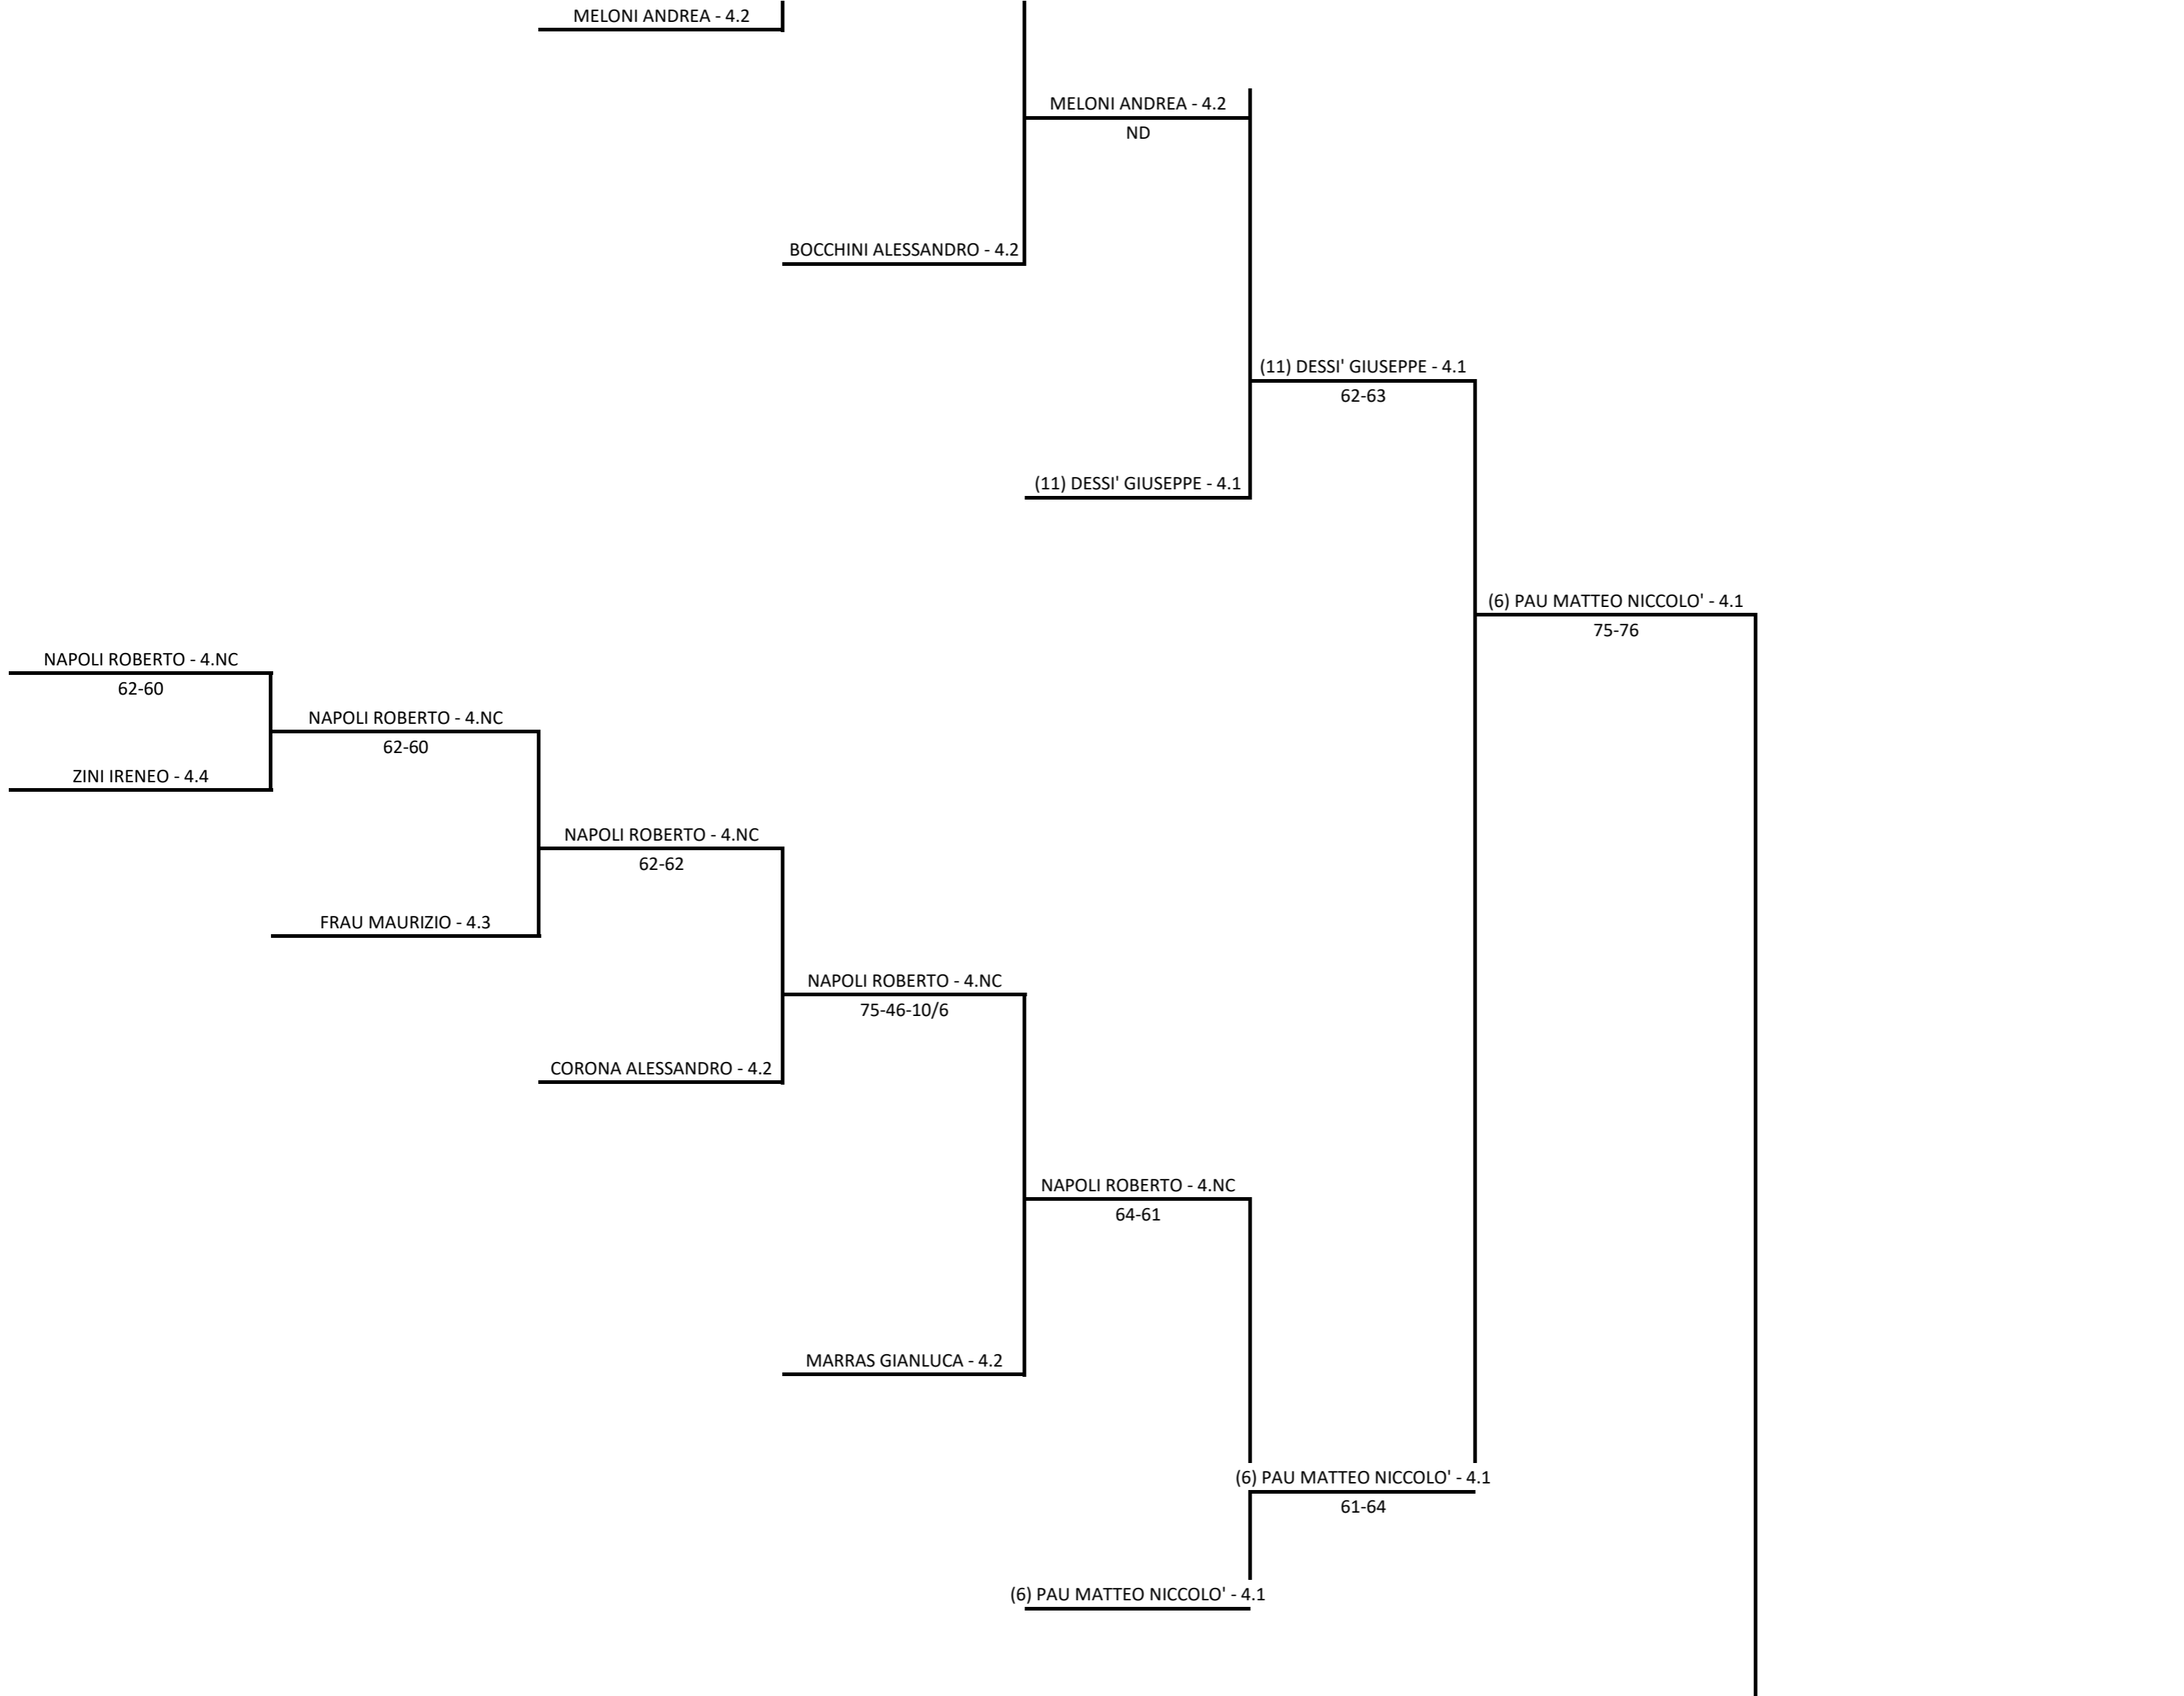 MELONI ANDREA - 4.2
MELONI ANDREA - 4.2
ND
BOCCHINI ALESSANDRO - 4.2
(11) DESSI' GIUSEPPE - 4.1
62-63
(11) DESSI' GIUSEPPE - 4.1
(6) PAU MATTEO NICCOLO' - 4.1
75-76
NAPOLI ROBERTO - 4.NC
62-60
NAPOLI ROBERTO - 4.NC
62-60
ZINI IRENEO - 4.4
NAPOLI ROBERTO - 4.NC
62-62
FRAU MAURIZIO - 4.3
NAPOLI ROBERTO - 4.NC
75-46-10/6
CORONA ALESSANDRO - 4.2
NAPOLI ROBERTO - 4.NC
64-61
MARRAS GIANLUCA - 4.2
(6) PAU MATTEO NICCOLO' - 4.1
61-64
(6) PAU MATTEO NICCOLO' - 4.1